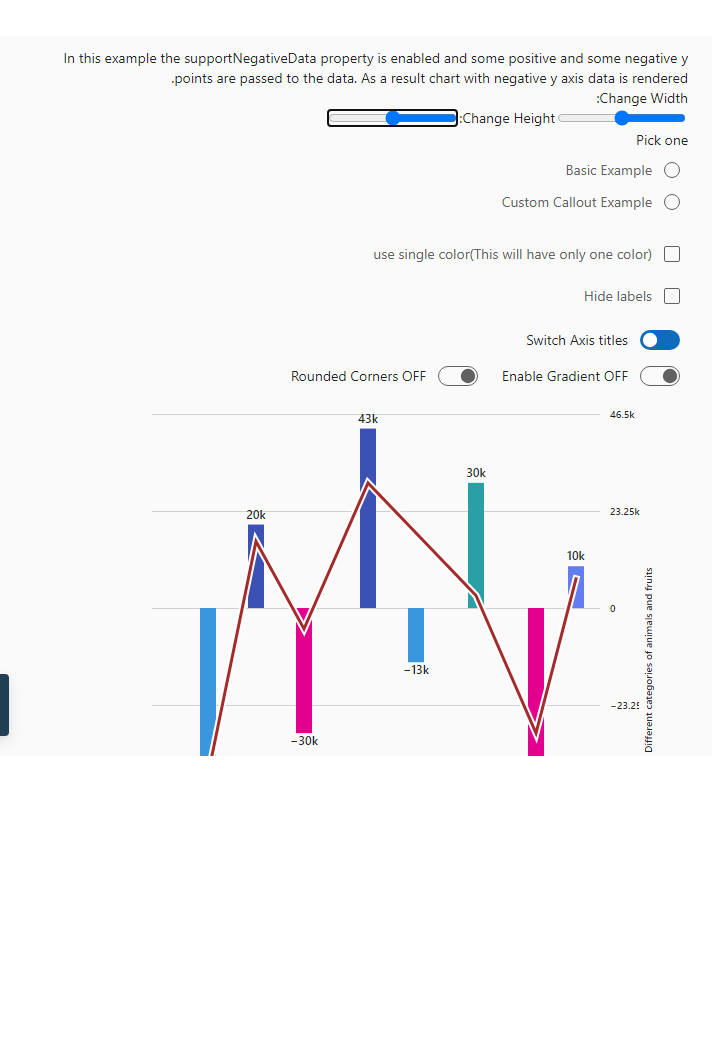 In this example the supportNegativeData property is enabled and some positive and some negative y
.points are passed to the data. As a result chart with negative y axis data is rendered
:Change Width
:Change Height
Pick one
Basic Example
Custom Callout Example
use single color(This will have only one color)
Hide labels
Switch Axis titles
Rounded Corners OFF
Enable Gradient OFF
46.5k
43k
30k
23.25k
20k
10k
0
−13k
−23.25
−30k
Different categories of animals and fruits